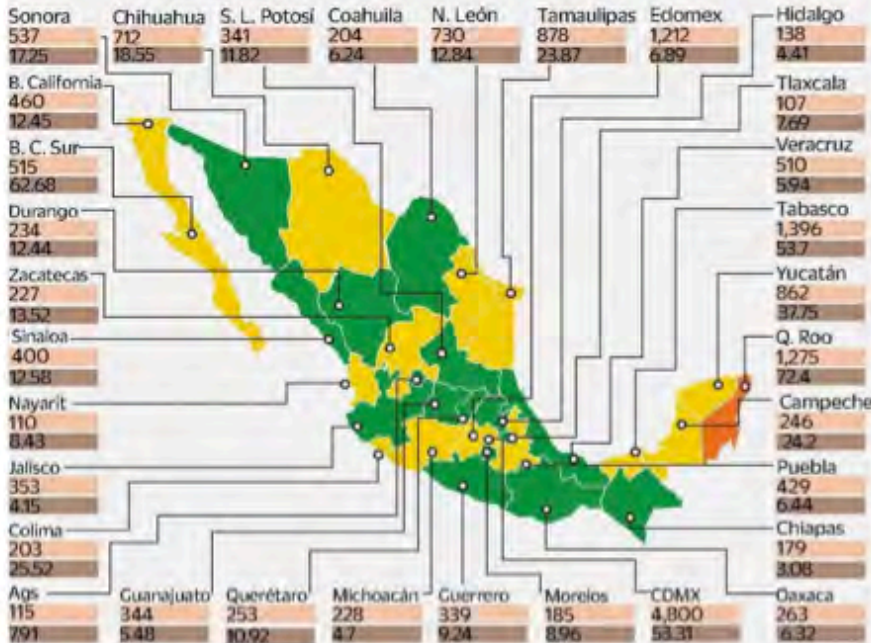 Sonora
537
17.25
Chihuahua
712
18.55
S. L. Potosí
341
11.82
Coahuila
204
6.24
N. León
730
12.84
Tamaulipas
878
23.87
Edomex
1,212
6.89
Hidalgo
138
4.41
B. California
460
12.45
Tlaxcala
107
7.69
B. C. Sur
515
62.68
Veracruz
510
5.94
Durango
234
12.44
Tabasco
1,396
53.7
Zacatecas
227
13.52
Yucatán
862
37.75
Sinaloa
400
12.58
Q. Roo
1,275
72.4
Nayarit
110
8.43
Campeche
246
24.2
Jalisco
353
4.15
Puebla
429
6.44
Colima
203
25.52
Chiapas
179
3.08
Ags
115
7.91
Guanajuato
344
5.48
Querétaro
253
10.92
Michoacán
228
4.7
Guerrero
339
9.24
Morelos
185
8.96
CDMX
4,800
53.31
Oaxaca
263
6.32